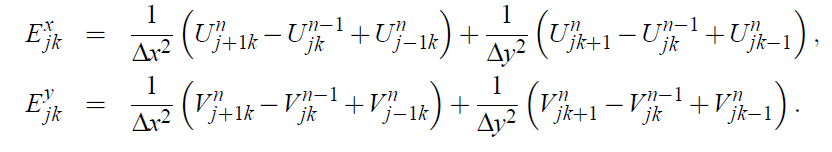 E^x_{jk} = \frac{1}{\Delta x^2} \left( U^n_{j+1k} - U^{n-1}_{jk} + U^n_{j-1k} \right) + \frac{1}{\Delta y^2} \left( U^n_{jk+1} - U^{n-1}_{jk} + U^n_{jk-1} \right) ,
E^y_{jk} = \frac{1}{\Delta x^2} \left( V^n_{j+1k} - V^{n-1}_{jk} + V^n_{j-1k} \right) + \frac{1}{\Delta y^2} \left( V^n_{jk+1} - V^{n-1}_{jk} + V^n_{jk-1} \right) .